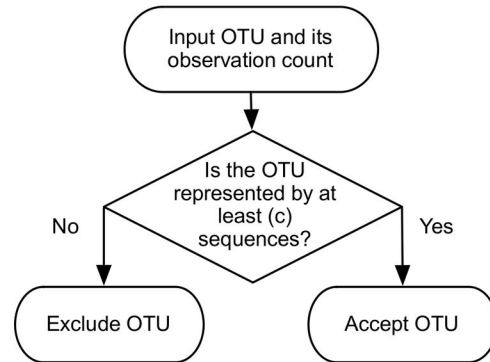 Input OTU and its
observation count
Is the OTU
represented by at
least (c)
sequences?
No
Yes
Exclude OTU
Accept OTU